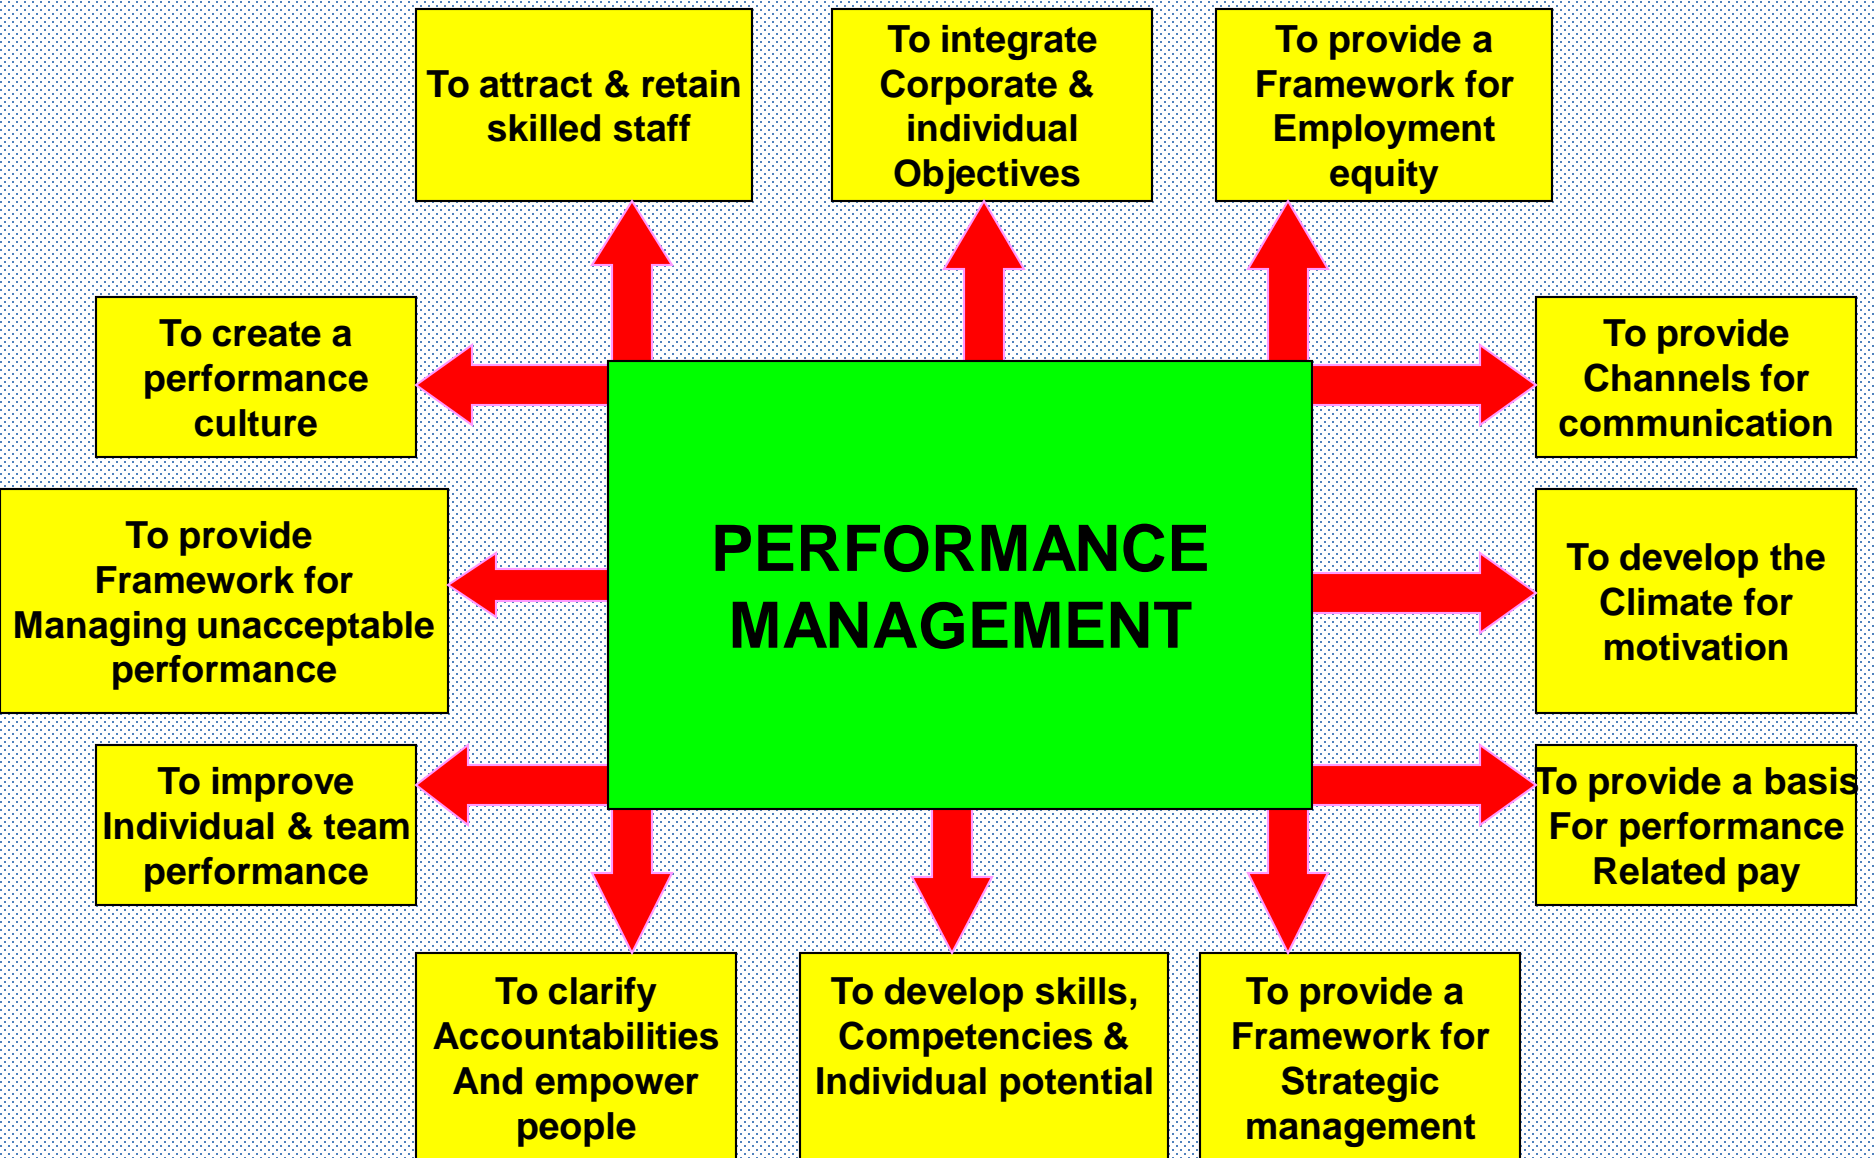 To attract & retain
skilled staff
To integrate
Corporate &
individual
Objectives
To provide a
Framework for
Employment
equity
To create a
performance
culture
To provide
Channels for
communication
To provide
Framework for
Managing unacceptable
performance
PERFORMANCE
MANAGEMENT
To develop the
Climate for
motivation
To improve
Individual & team
performance
To provide a basis
For performance
Related pay
To clarify
Accountabilities
And empower
people
To develop skills,
Competencies &
Individual potential
To provide a
Framework for
Strategic
management